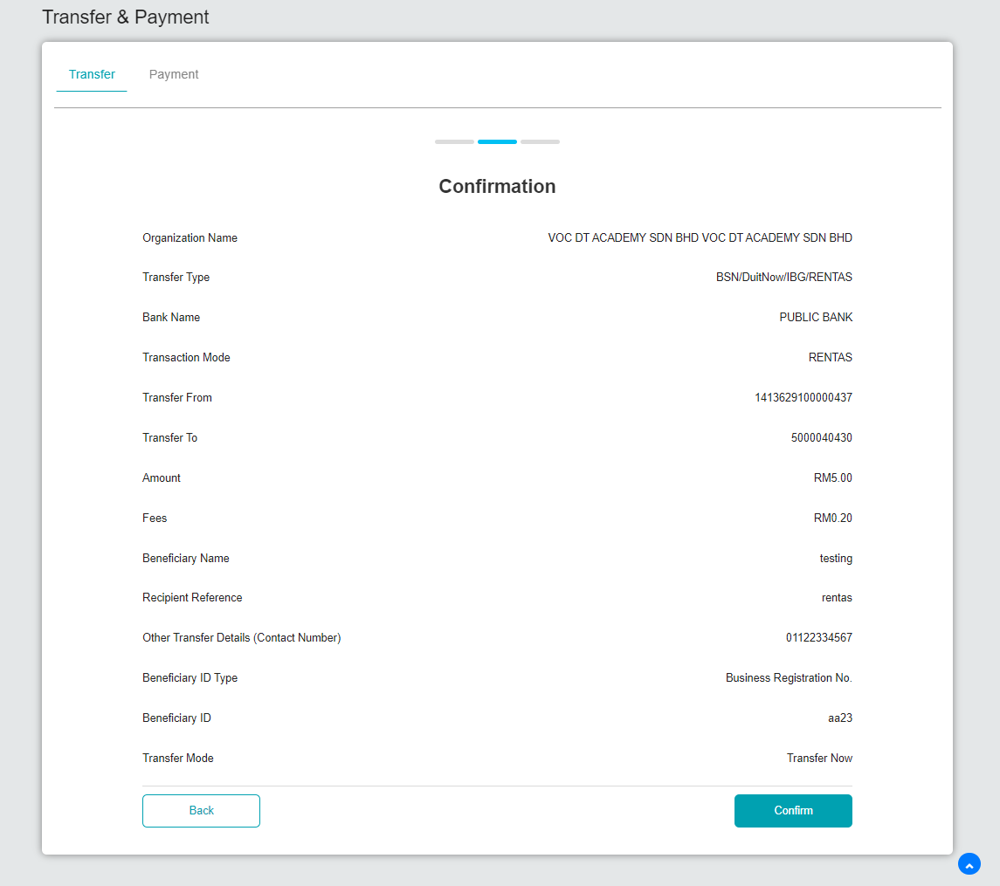 Transfer & Payment
Transfer Payment
Confirmation
Organization Name VOC DT ACADEMY SDN BHD VOC DT ACADEMY SDN BHD
Transfer Type BSN/DuitNow/IBG/RENTAS
Bank Name PUBLIC BANK
Transaction Mode RENTAS
Transfer From 1413629100000437
Transfer To 5000040430
Amount RM5.00
Fees RM0.20
Beneficiary Name testing
Recipient Reference rentas
Other Transfer Details (Contact Number) 01122334567
Beneficiary ID Type Business Registration No.
Beneficiary ID aa23
Transfer Mode Transfer Now
Back Confirm